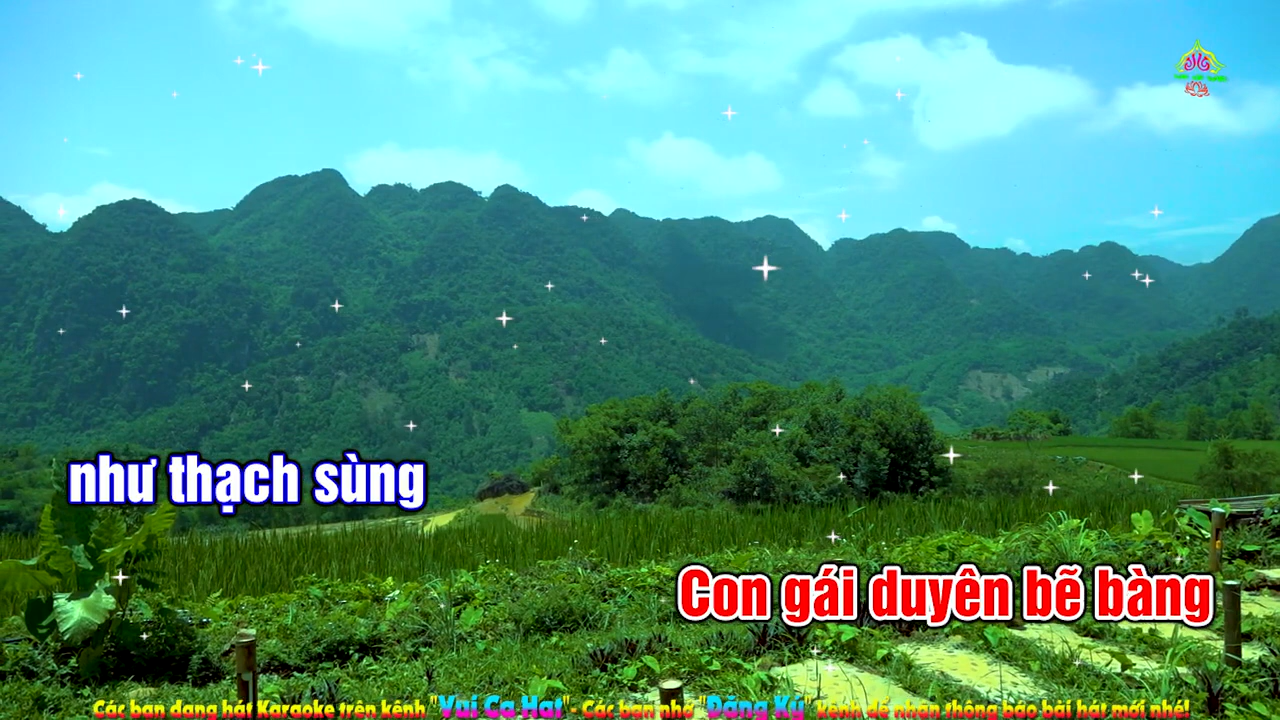 như thạch sùng
Con gái duyên bẽ bàng
Các bạn đang hát Karaoke trên kênh "Vui Ca Hát" - Các bạn nhớ "Đăng Ký" kênh để nhận thông báo bài hát mới nhé!